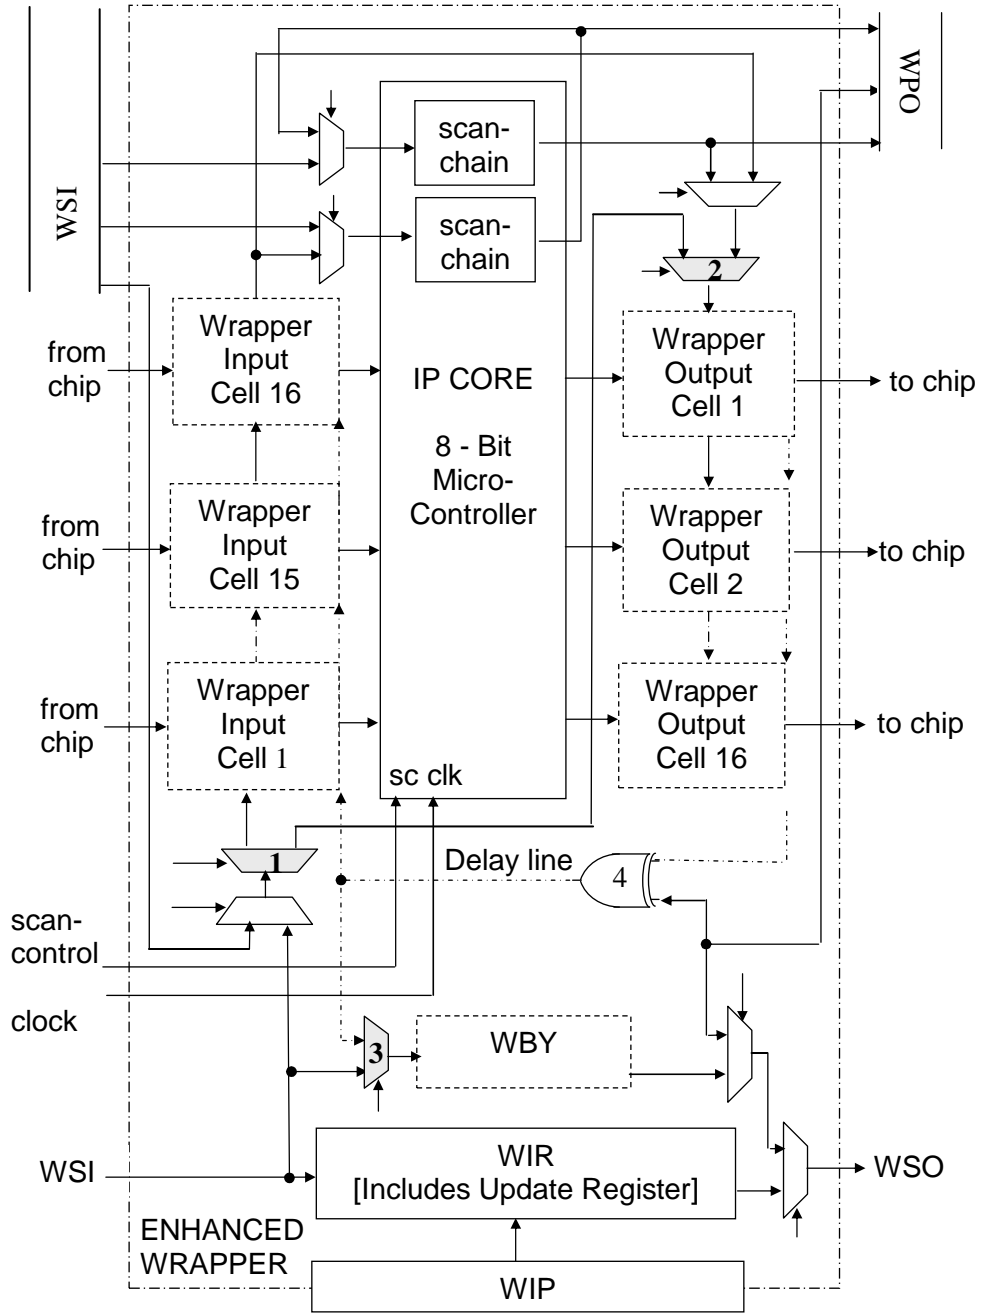 scan-
chain
WPO
WSI
scan-
chain
2
Wrapper
Input
Cell 16
from
chip
IP CORE
8 - Bit
Micro-
Controller
Wrapper
Output
Cell 1
to chip
from
chip
Wrapper
Input
Cell 15
Wrapper
Output
Cell 2
to chip
from
chip
Wrapper
Input
Cell 1
Wrapper
Output
Cell 16
to chip
sc clk
1
Delay line
4
scan-
control
clock
3
WBY
WSI
WIR
[Includes Update Register]
WSO
ENHANCED
WRAPPER
WIP